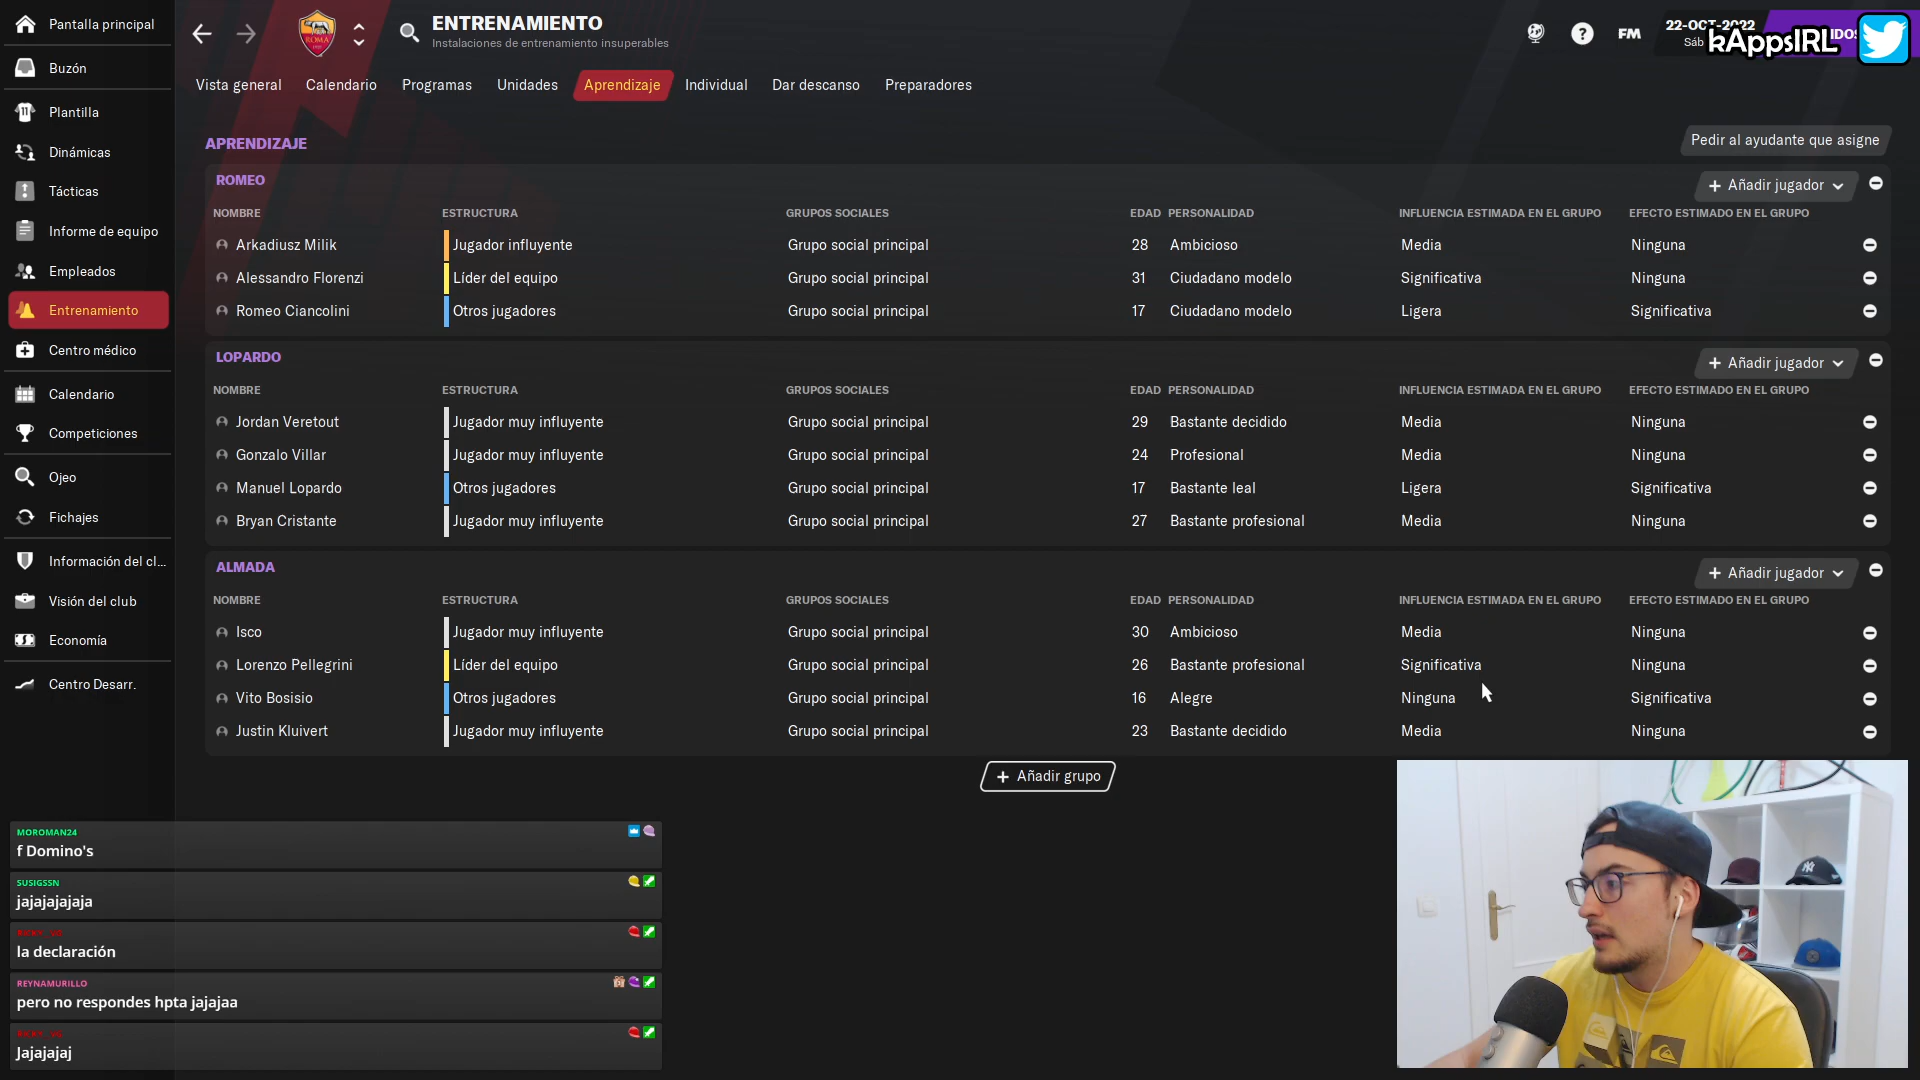 Pantalla principal
Buzón
Plantilla
Dinámicas
Tácticas
Informe de equipo
Empleados
Entrenamiento
Centro médico
Calendario
Competiciones
Ojeo
Fichajes
Información del cl...
Visión del club
Economía
Centro Desarr.
ROMA
ENTRENAMIENTO
Instalaciones de entrenamiento insuperables
FM
22-OCT-2022
Sáb
kAppsIRL
IDOS
Vista general Calendario Programas Unidades Aprendizaje Individual Dar descanso Preparadores
APRENDIZAJE
Pedir al ayudante que asigne
ROMEO
+ Añadir jugador
NOMBRE ESTRUCTURA GRUPOS SOCIALES EDAD PERSONALIDAD INFLUENCIA ESTIMADA EN EL GRUPO EFECTO ESTIMADO EN EL GRUPO
Arkadiusz Milik Jugador influyente Grupo social principal 28 Ambicioso Media Ninguna
Alessandro Florenzi Líder del equipo Grupo social principal 31 Ciudadano modelo Significativa Ninguna
Romeo Ciancolini Otros jugadores Grupo social principal 17 Ciudadano modelo Ligera Significativa
LOPARDO
+ Añadir jugador
NOMBRE ESTRUCTURA GRUPOS SOCIALES EDAD PERSONALIDAD INFLUENCIA ESTIMADA EN EL GRUPO EFECTO ESTIMADO EN EL GRUPO
Jordan Veretout Jugador muy influyente Grupo social principal 29 Bastante decidido Media Ninguna
Gonzalo Villar Jugador muy influyente Grupo social principal 24 Profesional Media Ninguna
Manuel Lopardo Otros jugadores Grupo social principal 17 Bastante leal Ligera Significativa
Bryan Cristante Jugador muy influyente Grupo social principal 27 Bastante profesional Media Ninguna
ALMADA
+ Añadir jugador
NOMBRE ESTRUCTURA GRUPOS SOCIALES EDAD PERSONALIDAD INFLUENCIA ESTIMADA EN EL GRUPO EFECTO ESTIMADO EN EL GRUPO
Isco Jugador muy influyente Grupo social principal 30 Ambicioso Media Ninguna
Lorenzo Pellegrini Líder del equipo Grupo social principal 26 Bastante profesional Significativa Ninguna
Vito Bosisio Otros jugadores Grupo social principal 16 Alegre Ninguna Significativa
Justin Kluivert Jugador muy influyente Grupo social principal 23 Bastante decidido Media Ninguna
+ Añadir grupo
MOROMAN24
f Domino's
SUSIGSSN
jajajajajaja
la declaración
REYNAMURILLO
pero no respondes hpta jajajaa
Jajajajaj